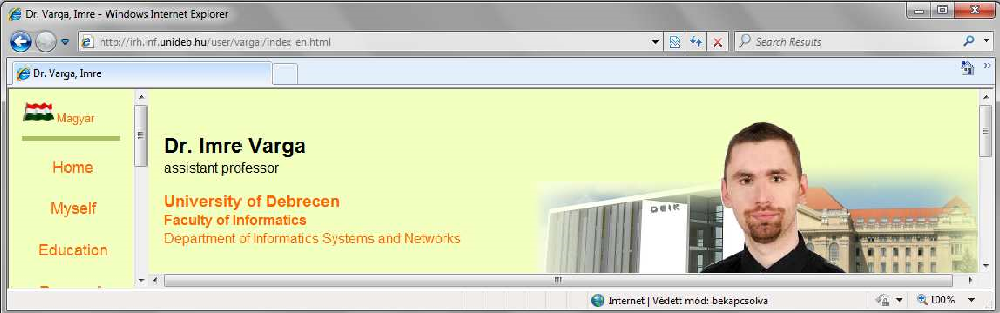 Dr. Varga, Imre - Windows Internet Explorer
http://irh.inf.unideb.hu/user/vargai/index_en.html
Search Results
Dr. Varga, Imre
Magyar
Home
Myself
Education
Dr. Imre Varga
assistant professor
University of Debrecen
Faculty of Informatics
Department of Informatics Systems and Networks
DEIK
Internet | Védett mód: bekapcsolva
100%